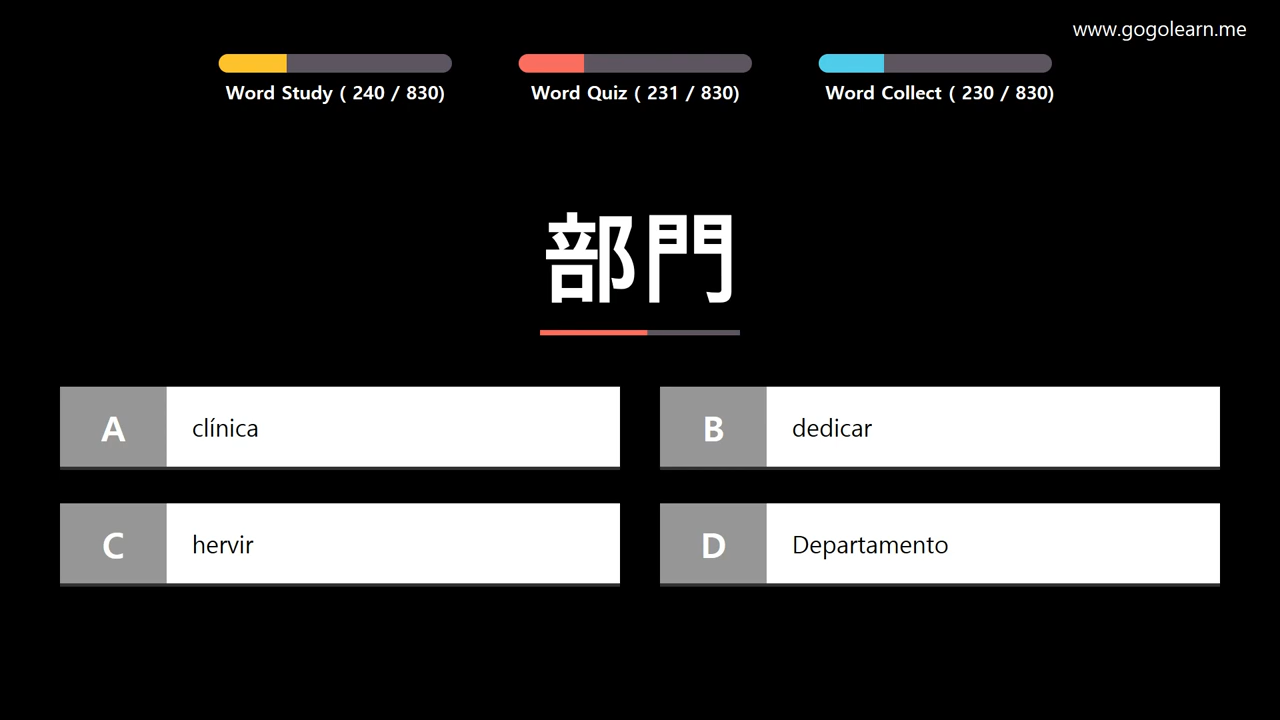 www.gogolearn.me
Word Study ( 240 / 830)
Word Quiz ( 231 / 830)
Word Collect ( 230 / 830)
部門
A clínica
B dedicar
C hervir
D Departamento